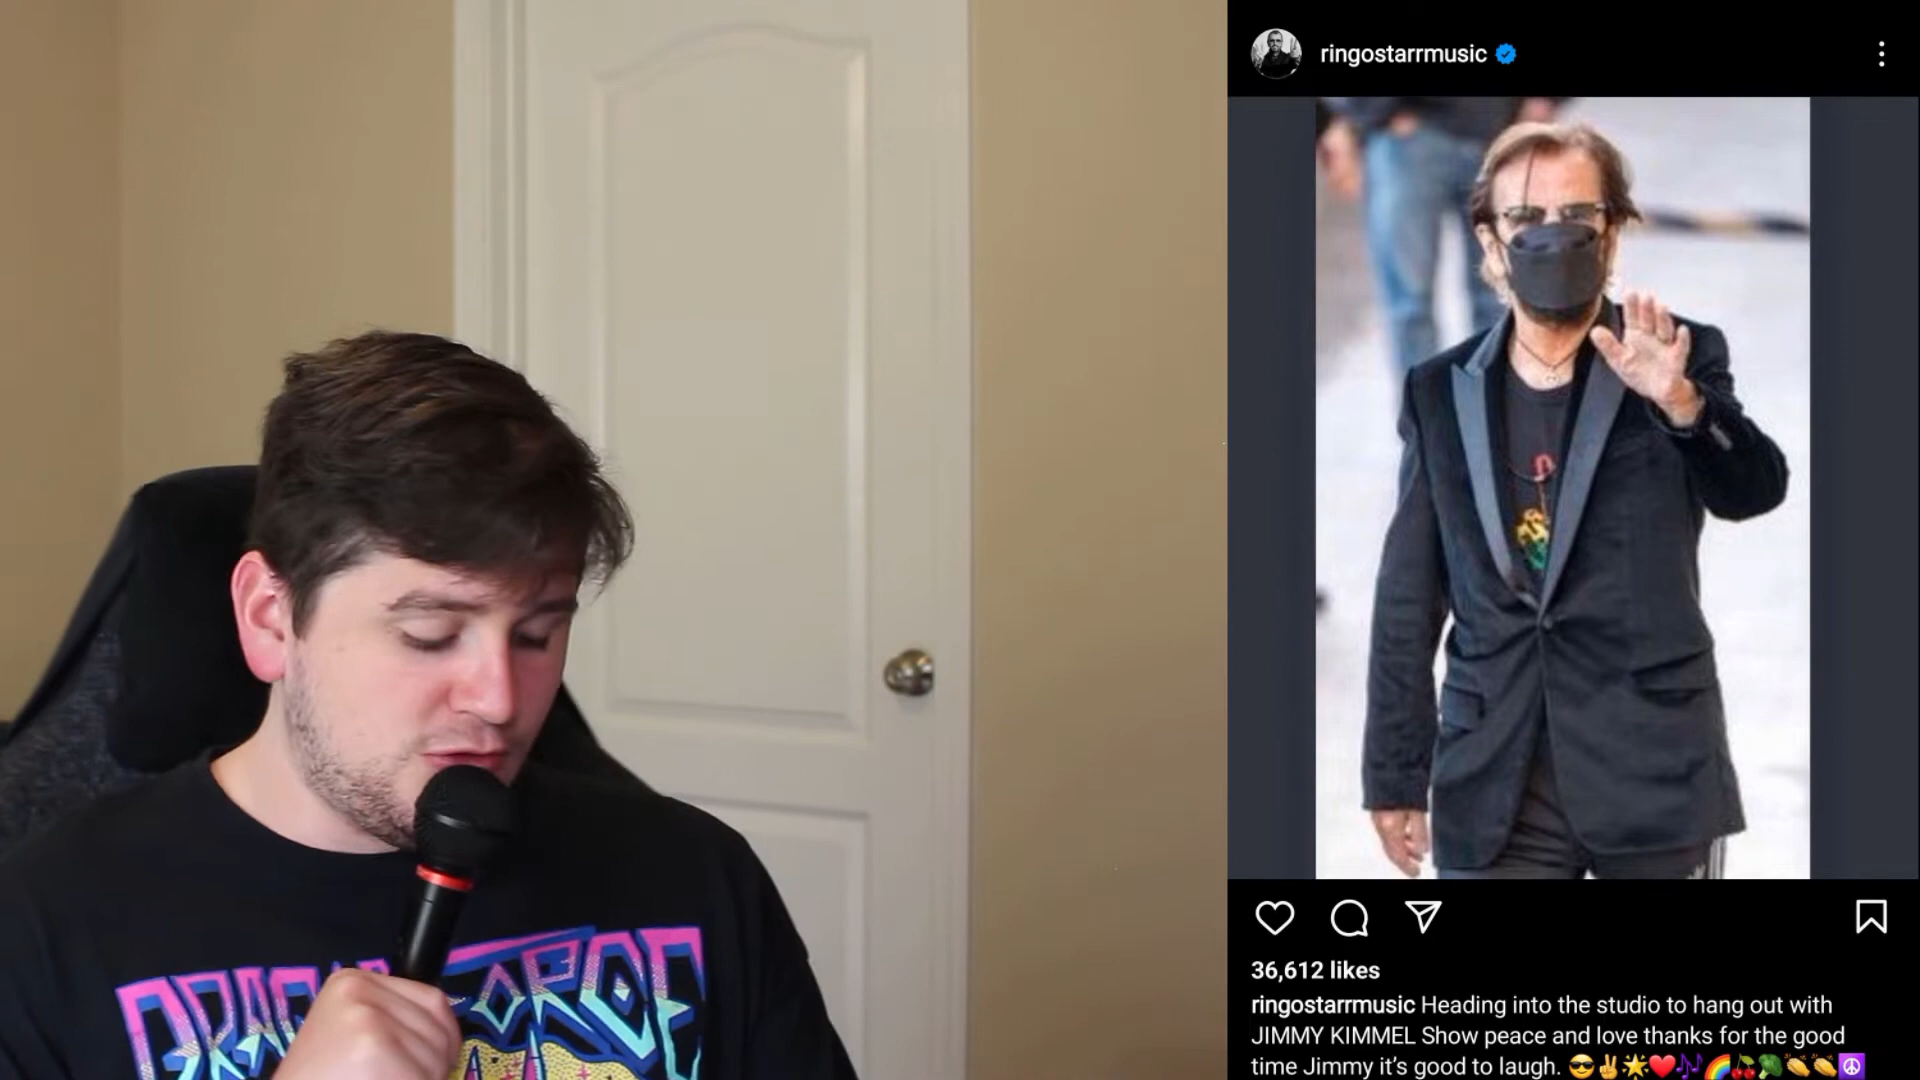 ringostarrmusic
36,612 likes
ringostarrmusic Heading into the studio to hang out with
JIMMY KIMMEL Show peace and love thanks for the good
time Jimmy it’s good to laugh. 😎✌️🌟❤️🎶🌈🍒🥦👏👏☮️